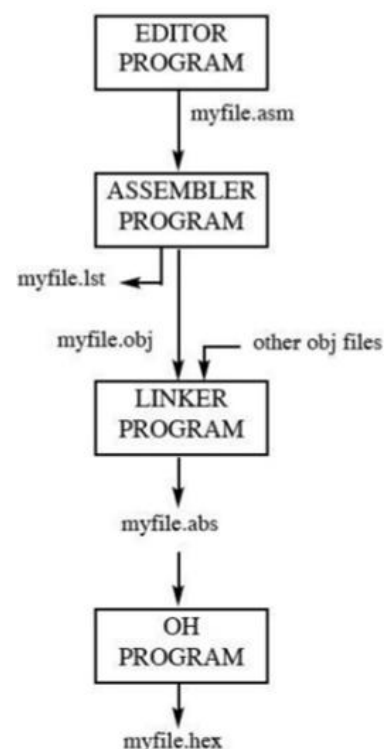 EDITOR
PROGRAM
myfile.asm
ASSEMBLER
PROGRAM
myfile.lst
myfile.obj
other obj files
LINKER
PROGRAM
myfile.abs
OH
PROGRAM
myfile.hex